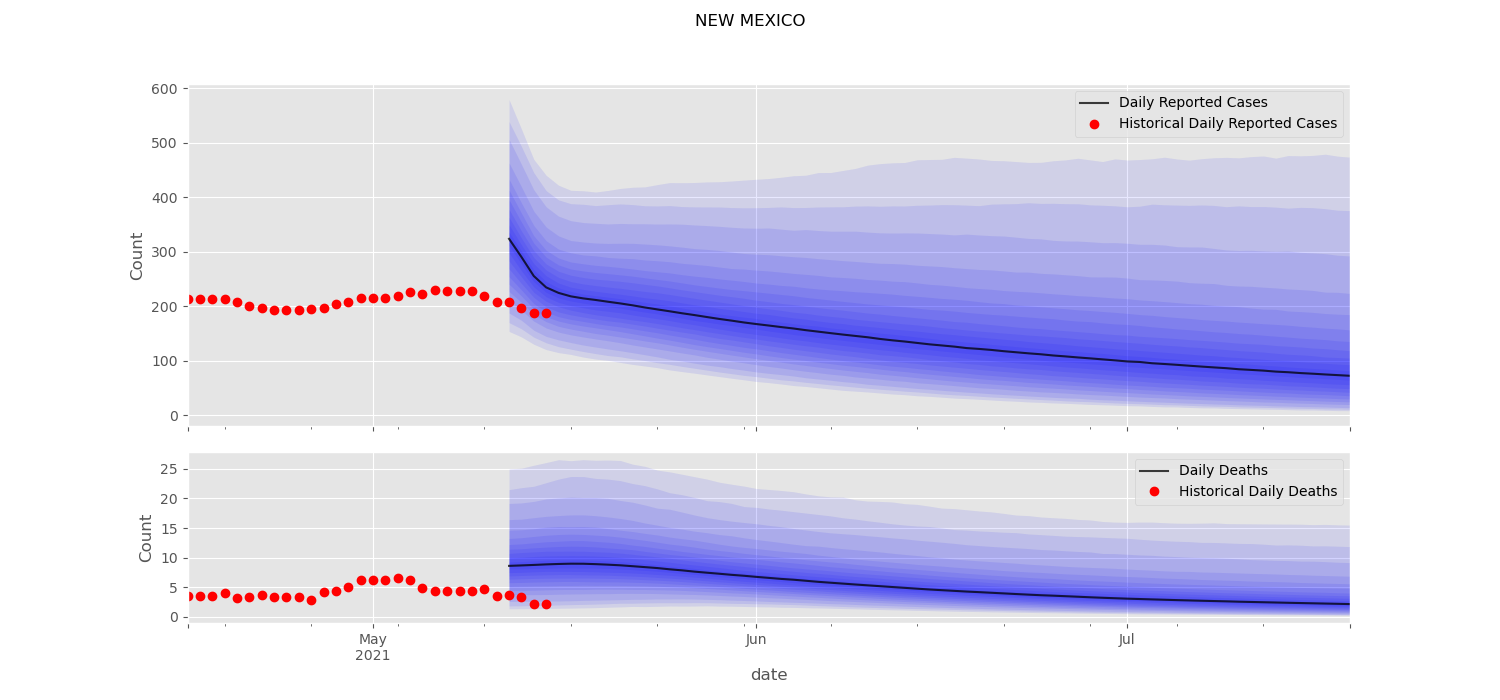 NEW MEXICO
600
500
400
300
200
100
0
Count
Daily Reported Cases
Historical Daily Reported Cases
25
20
15
10
5
0
Count
Daily Deaths
Historical Daily Deaths
May
2021
Jun
Jul
date